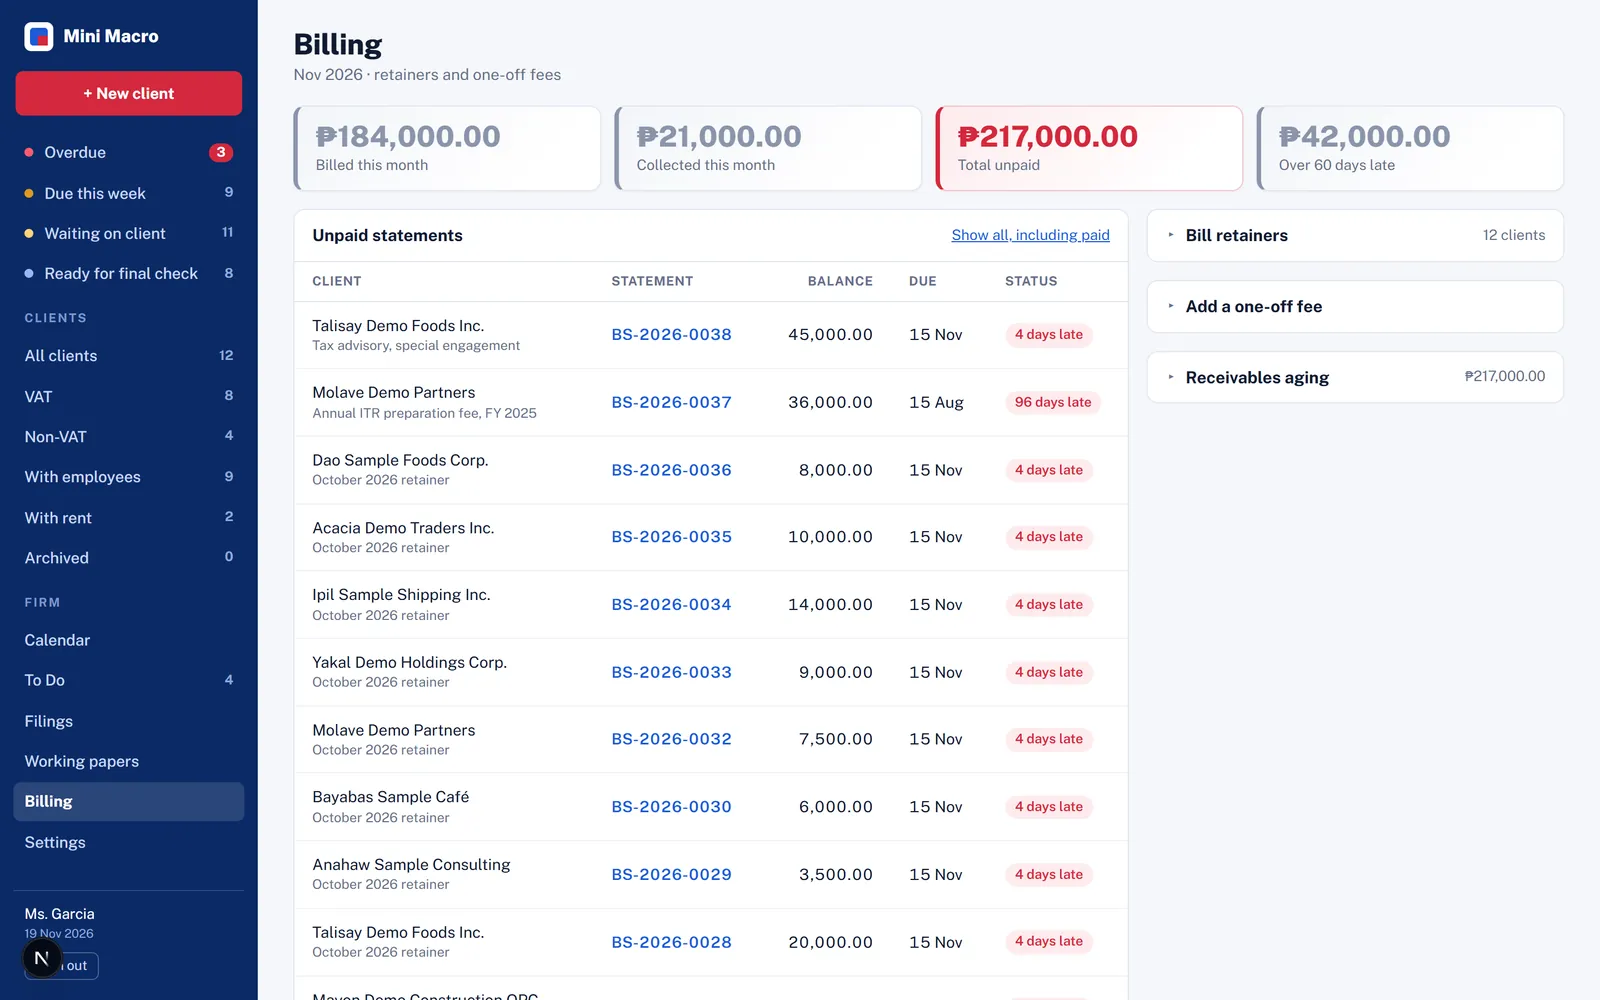 Mini Macro
+ New client
Overdue 3
Due this week 9
Waiting on client 11
Ready for final check 8
CLIENTS
All clients 12
VAT 8
Non-VAT 4
With employees 9
With rent 2
Archived 0
FIRM
Calendar
To Do 4
Filings
Working papers
Billing
Settings
Ms. Garcia
19 Nov 2026
N
out
Billing
Nov 2026 · retainers and one-off fees
₱184,000.00
Billed this month
₱21,000.00
Collected this month
₱217,000.00
Total unpaid
₱42,000.00
Over 60 days late
Unpaid statements Show all, including paid
CLIENT STATEMENT BALANCE DUE STATUS
Talisay Demo Foods Inc.
Tax advisory, special engagement
BS-2026-0038 45,000.00 15 Nov 4 days late
Molave Demo Partners
Annual ITR preparation fee, FY 2025
BS-2026-0037 36,000.00 15 Aug 96 days late
Dao Sample Foods Corp.
October 2026 retainer
BS-2026-0036 8,000.00 15 Nov 4 days late
Acacia Demo Traders Inc.
October 2026 retainer
BS-2026-0035 10,000.00 15 Nov 4 days late
Ipil Sample Shipping Inc.
October 2026 retainer
BS-2026-0034 14,000.00 15 Nov 4 days late
Yakal Demo Holdings Corp.
October 2026 retainer
BS-2026-0033 9,000.00 15 Nov 4 days late
Molave Demo Partners
October 2026 retainer
BS-2026-0032 7,500.00 15 Nov 4 days late
Bayabas Sample Café
October 2026 retainer
BS-2026-0030 6,000.00 15 Nov 4 days late
Anahaw Sample Consulting
October 2026 retainer
BS-2026-0029 3,500.00 15 Nov 4 days late
Talisay Demo Foods Inc.
October 2026 retainer
BS-2026-0028 20,000.00 15 Nov 4 days late
Bill retainers 12 clients
Add a one-off fee
Receivables aging ₱217,000.00